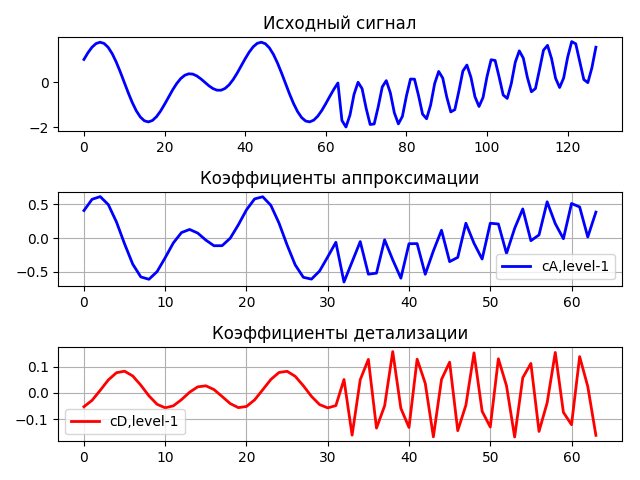 Исходный сигнал
0
−2
0 20 40 60 80 100 120
Коэффициенты аппроксимации
0.5
0.0
−0.5
cA,level-1
0 10 20 30 40 50 60
Коэффициенты детализации
0.1
0.0
−0.1
cD,level-1
0 10 20 30 40 50 60